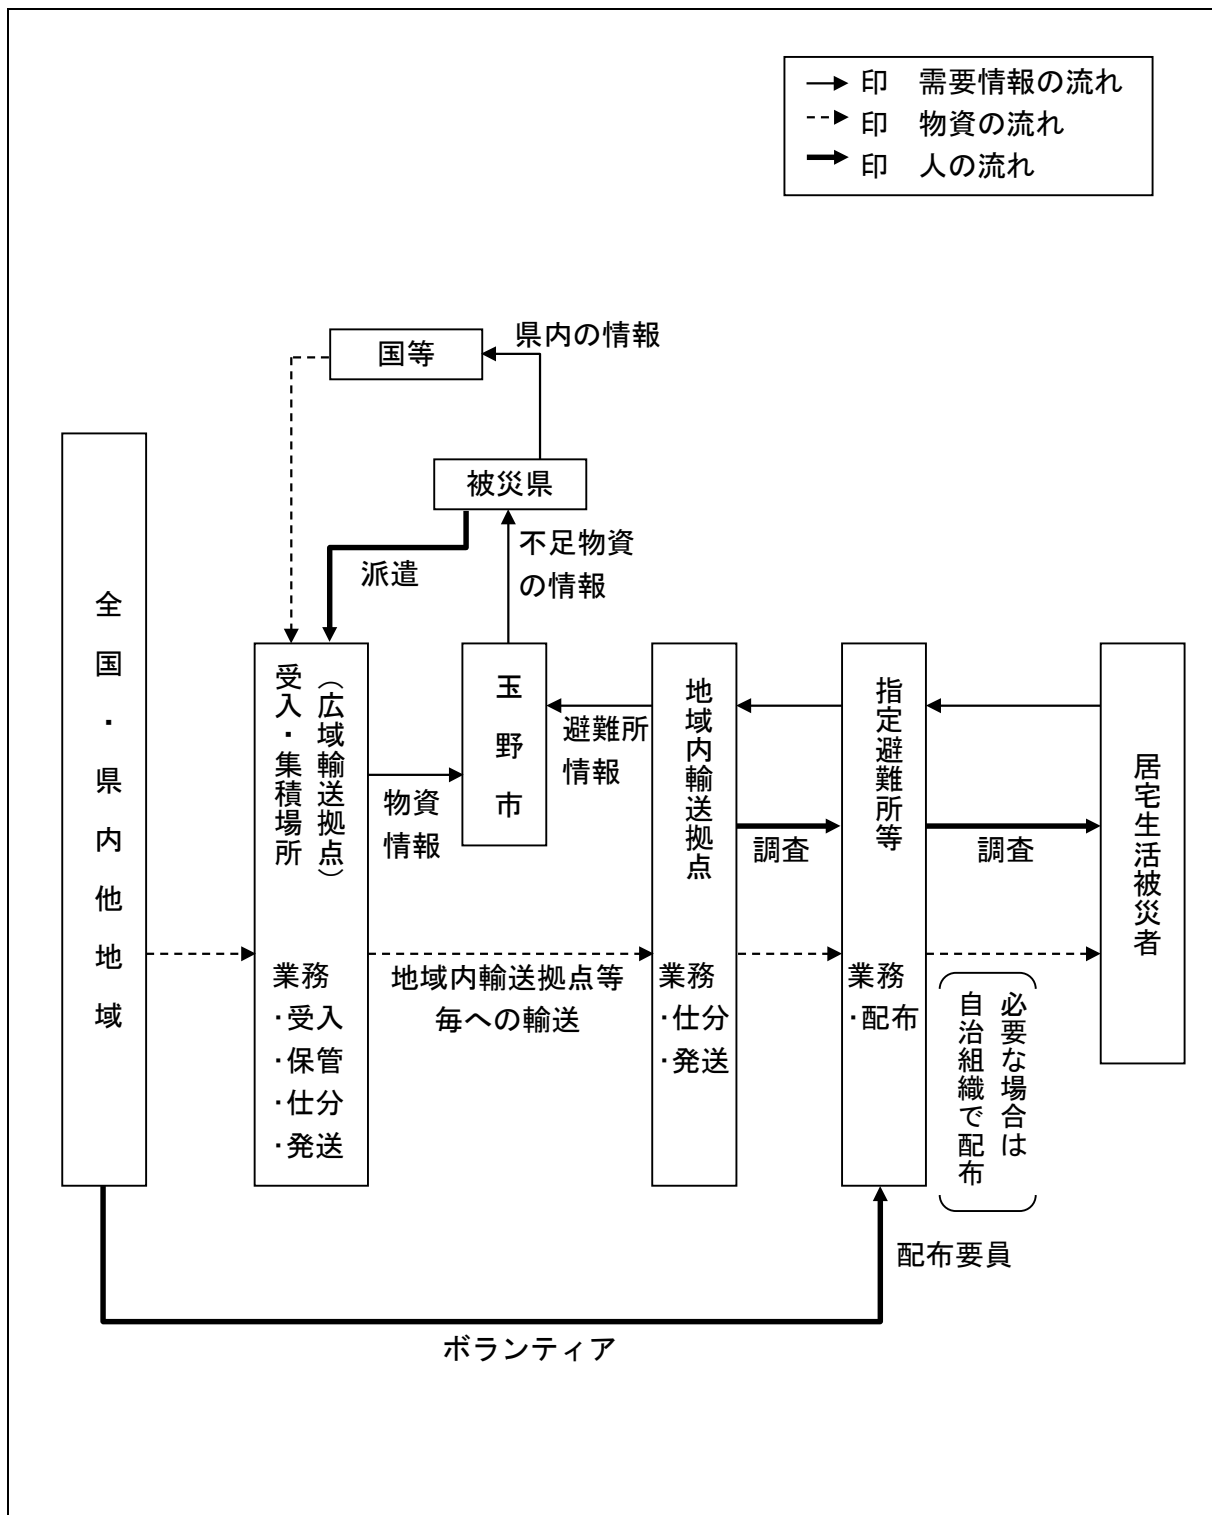 印 需要情報の流れ
印 物資の流れ
印 人の流れ
県内の情報
国等
被災県
不足物資
の情報
派遣
全国・県内他地域
受入・集積場所
（広域輸送拠点）
業務
・受入
・保管
・仕分
・発送
物資
情報
玉野市
避難所
情報
地域内輸送拠点等
毎への輸送
地域内輸送拠点
業務
・仕分
・発送
調査
指定避難所等
業務
・配布
調査
必要な場合は
自治組織で配布
居宅生活被災者
配布要員
ボランティア